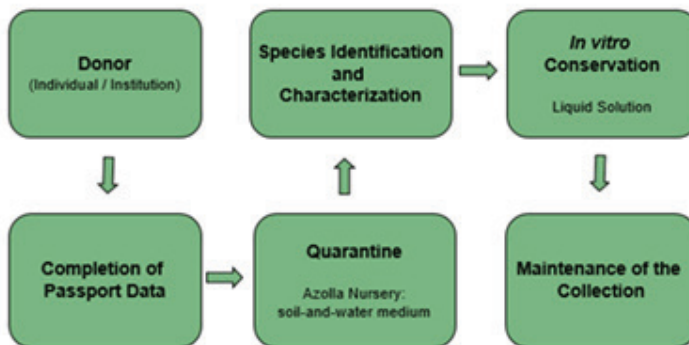 Donor
(Individual / Institution)
Completion of
Passport Data
Quarantine
Azolla Nursery:
soil-and-water medium
Species Identification
and
Characterization
In vitro
Conservation
Liquid Solution
Maintenance of the
Collection